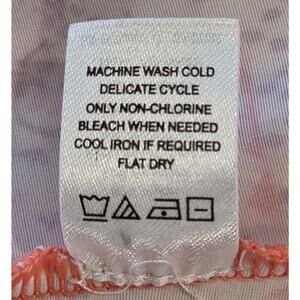 MACHINE WASH COLD
DELICATE CYCLE
ONLY NON-CHLORINE
BLEACH WHEN NEEDED
COOL IRON IF REQUIRED
FLAT DRY